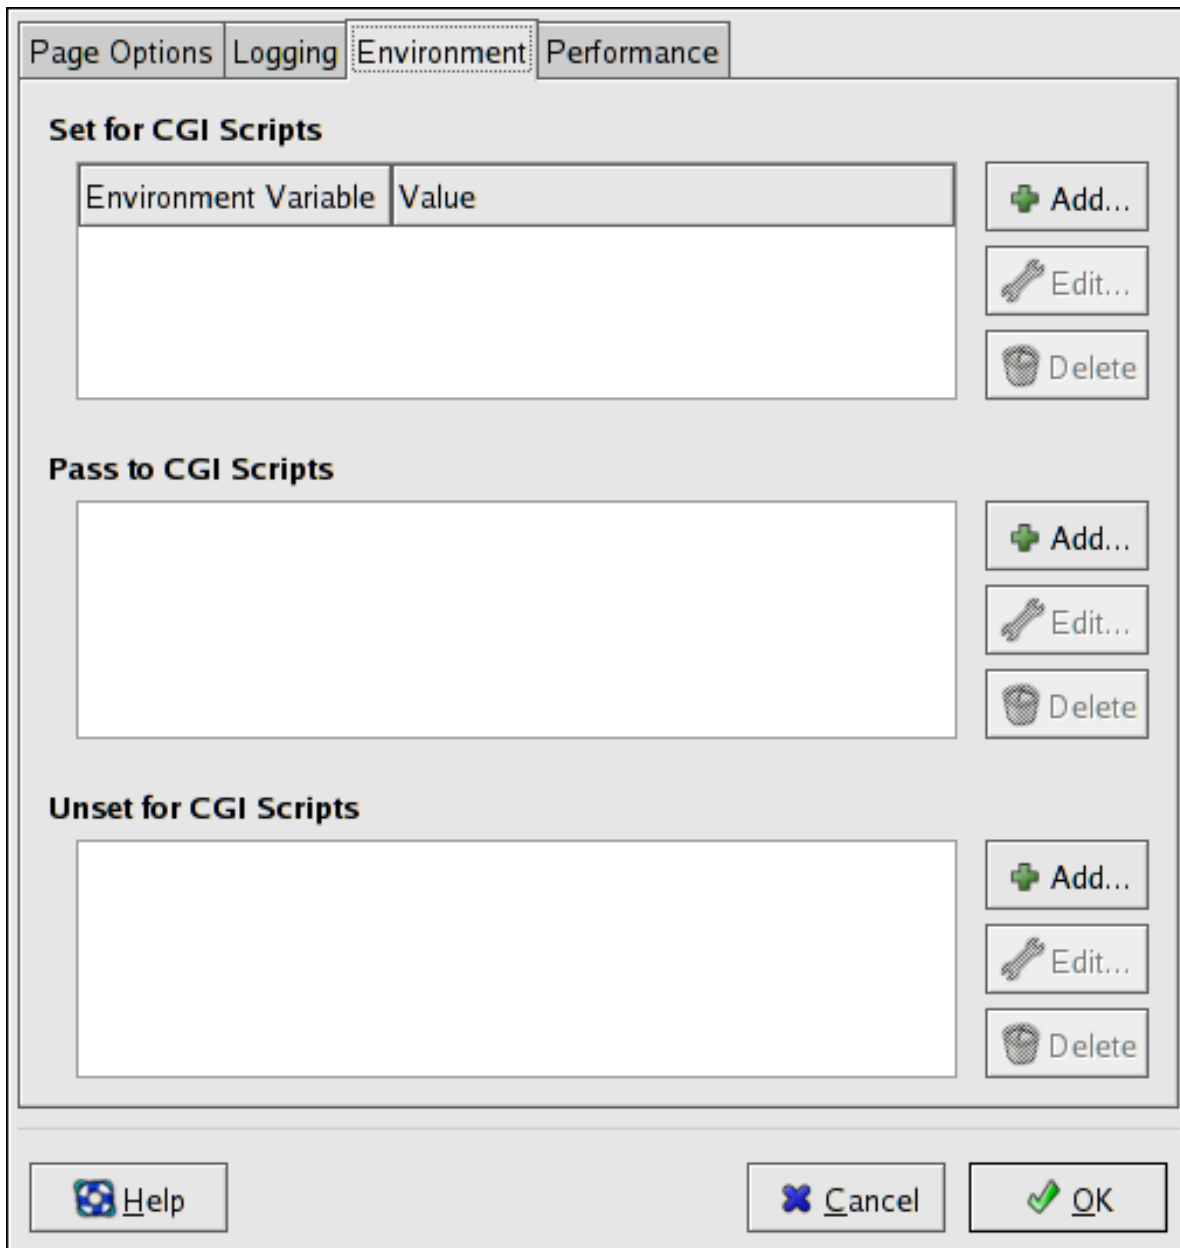 Page Options Logging Environment Performance
Set for CGI Scripts
Environment Variable Value
Add...
Edit...
Delete
Pass to CGI Scripts
Add...
Edit...
Delete
Unset for CGI Scripts
Add...
Edit...
Delete
Help Cancel OK